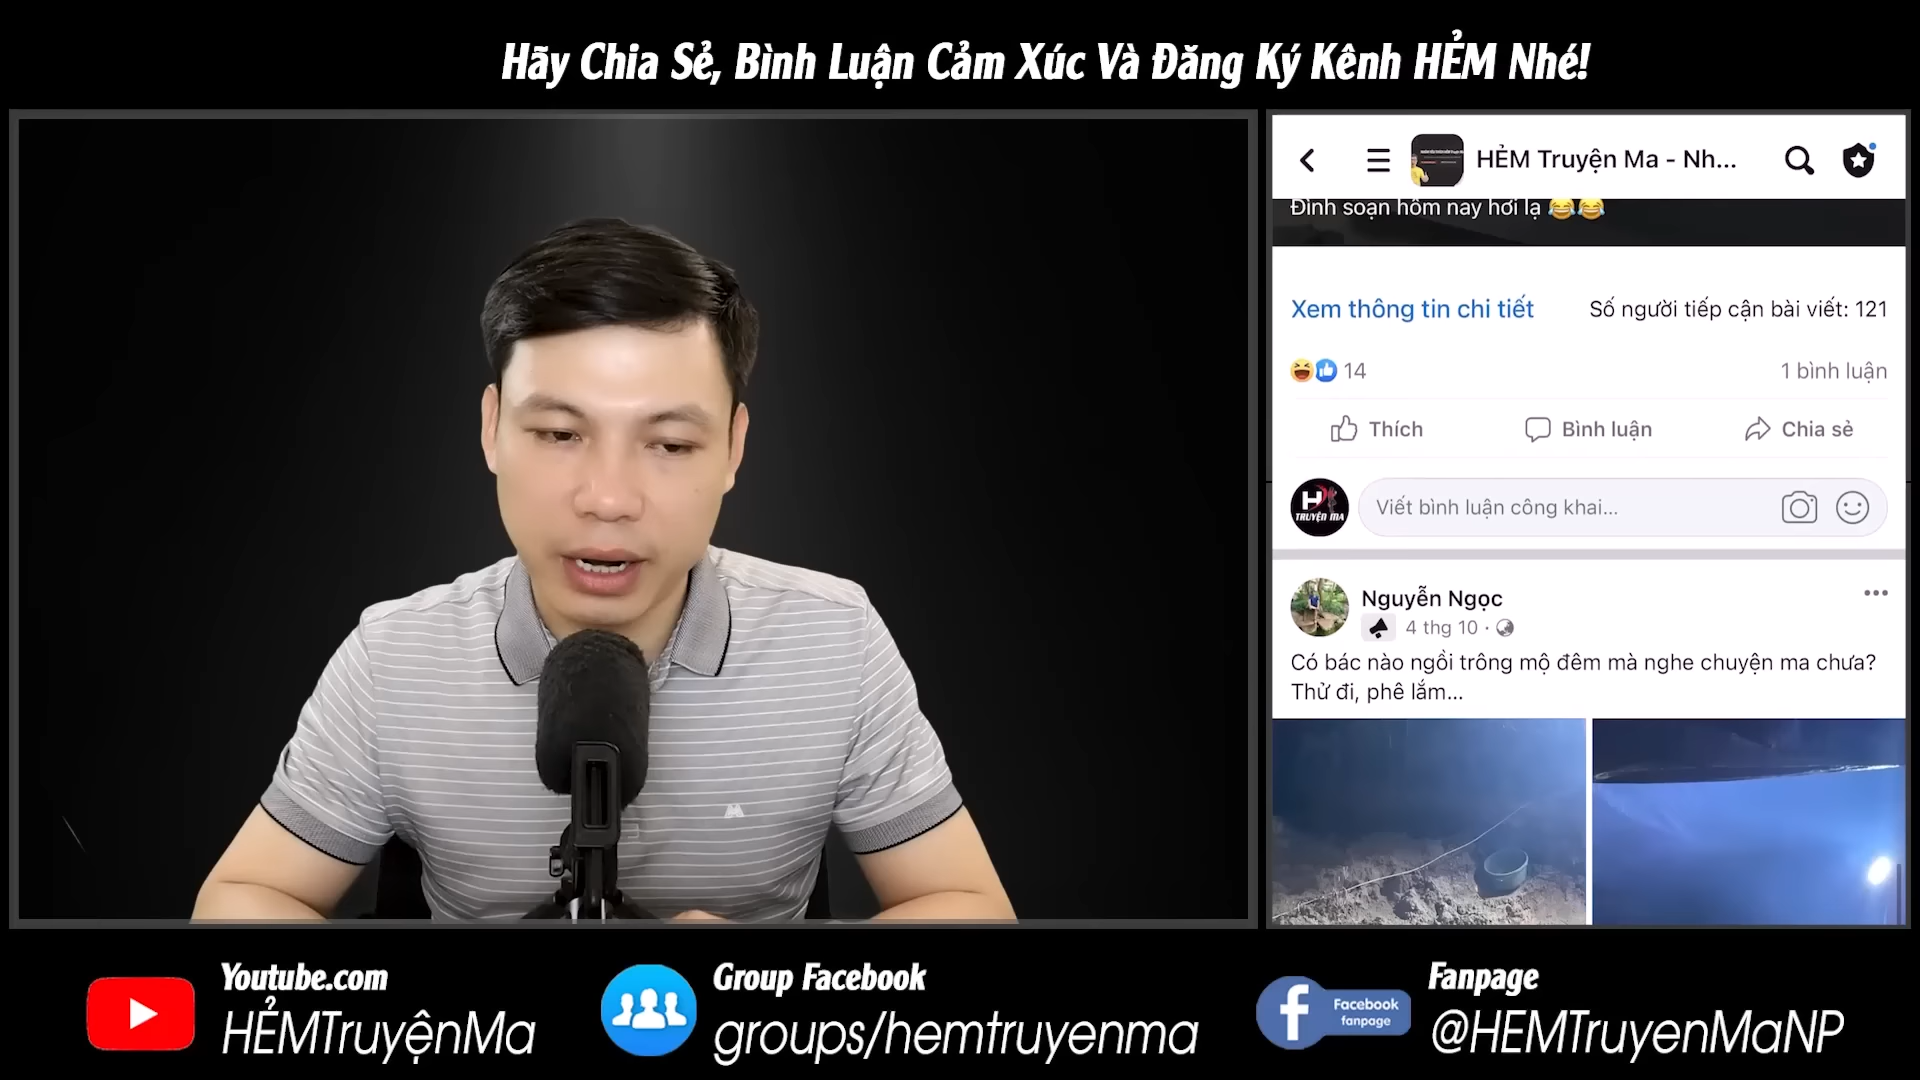 Hãy Chia Sẻ, Bình Luận Cảm Xúc Và Đăng Ký Kênh HẺM Nhé!
HẺM Truyện Ma - Nh...
Đình soạn hôm nay hơi lạ 😂😂
Xem thông tin chi tiết
Số người tiếp cận bài viết: 121
14
1 bình luận
Thích
Bình luận
Chia sẻ
H
TRUYỆN MA
Viết bình luận công khai...
Nguyễn Ngọc
4 thg 10 ·
Có bác nào ngồi trông mộ đêm mà nghe chuyện ma chưa?
Thử đi, phê lắm...
Youtube.com
HẺMTruyệnMa
Group Facebook
groups/hemtruyenma
Facebook
fanpage
Fanpage
@HEMTruyenMaNP